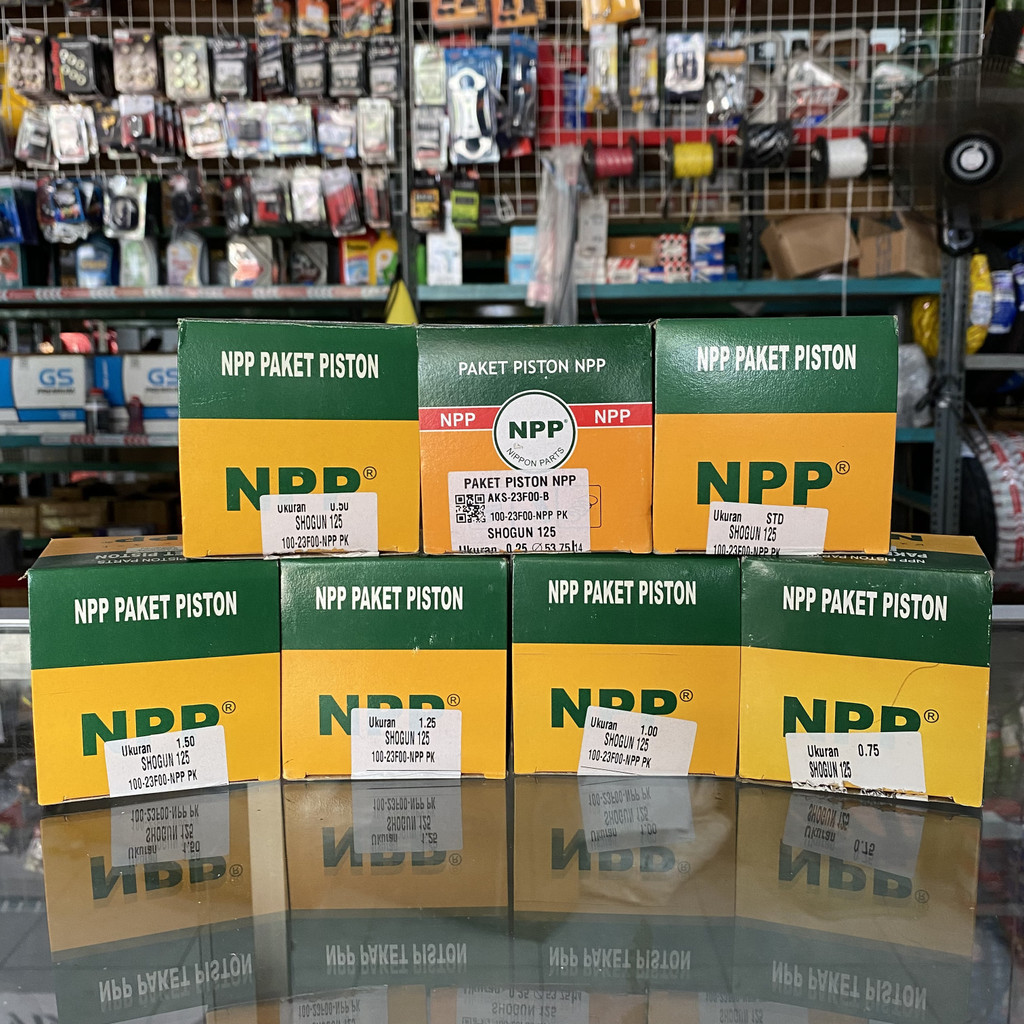 GS
GS
NPP PAKET PISTON
NPP®
Ukuran 0.50
SHOGUN 125
100-23F00-NPP PK
PAKET PISTON NPP
NPP
NPP
NPP®
NIPPON PARTS
PAKET PISTON NPP
AKS-23F00-B
100-23F00-NPP PK
SHOGUN 125
Ukuran 0.25 Ø 53,75 14
NPP PAKET PISTON
NPP®
Ukuran STD
SHOGUN 125
100-23F00-NPP PK
NPP PAKET PISTON
NPP®
Ukuran 1.50
SHOGUN 125
100-23F00-NPP PK
NPP PAKET PISTON
NPP®
Ukuran 1.25
SHOGUN 125
100-23F00-NPP PK
NPP PAKET PISTON
NPP®
Ukuran 1.00
SHOGUN 125
100-23F00-NPP PK
NPP PAKET PISTON
NPP®
Ukuran 0.75
SHOGUN 125